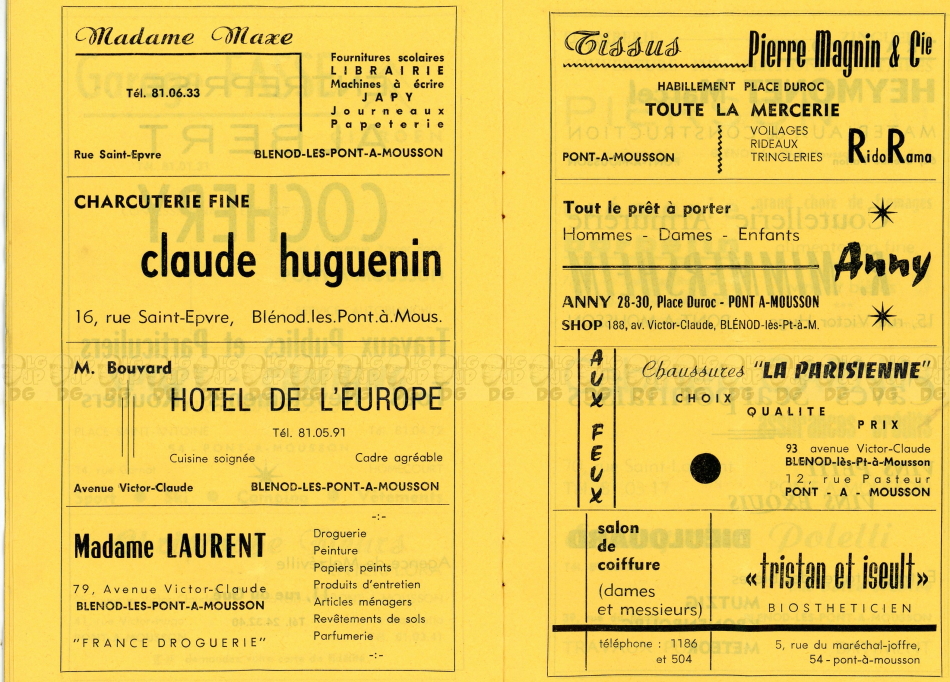 Madame Maxe
Tél. 81.06.33
Fournitures scolaires
LIBRAIRIE
Machines à écrire
JAPY
Journeaux
Papeterie
Rue Saint-Epvre
BLENOD-LES-PONT-A-MOUSSON
CHARCUTERIE FINE
claude huguenin
16, rue Saint-Epvre, Blénod.les.Pont.à.Mous.
M. Bouvard
HOTEL DE L'EUROPE
Tél. 81.05.91
Cuisine soignée
Cadre agréable
Avenue Victor-Claude
BLENOD-LES-PONT-A-MOUSSON
Madame LAURENT
79, Avenue Victor-Claude
BLENOD-LES-PONT-A-MOUSSON
"FRANCE DROGUERIE"
-:-
Droguerie
Peinture
Papiers peints
Produits d'entretien
Articles ménagers
Revêtements de sols
Parfumerie
-:-
Tissus Pierre Magnin & Cie
HABILLEMENT PLACE DUROC
TOUTE LA MERCERIE
PONT-A-MOUSSON
VOILAGES
RIDEAUX
TRINGLERIES
RidoRama
Tout le prêt à porter
Hommes - Dames - Enfants
Anny
ANNY 28-30, Place Duroc - PONT A-MOUSSON
SHOP 188, av. Victor-Claude, BLÉNOD-lès-Pt-à-M.
AUX FEUX
Chaussures "LA PARISIENNE"
CHOIX
QUALITE
PRIX
93 avenue Victor-Claude
BLENOD-lès-Pt-à-Mousson
12, rue Pasteur
PONT - A - MOUSSON
salon
de
coiffure
(dames
et messieurs)
«tristan et iseult»
BIOSTHETICIEN
téléphone : 1186
et 504
5, rue du maréchal-joffre,
54 - pont-à-mousson